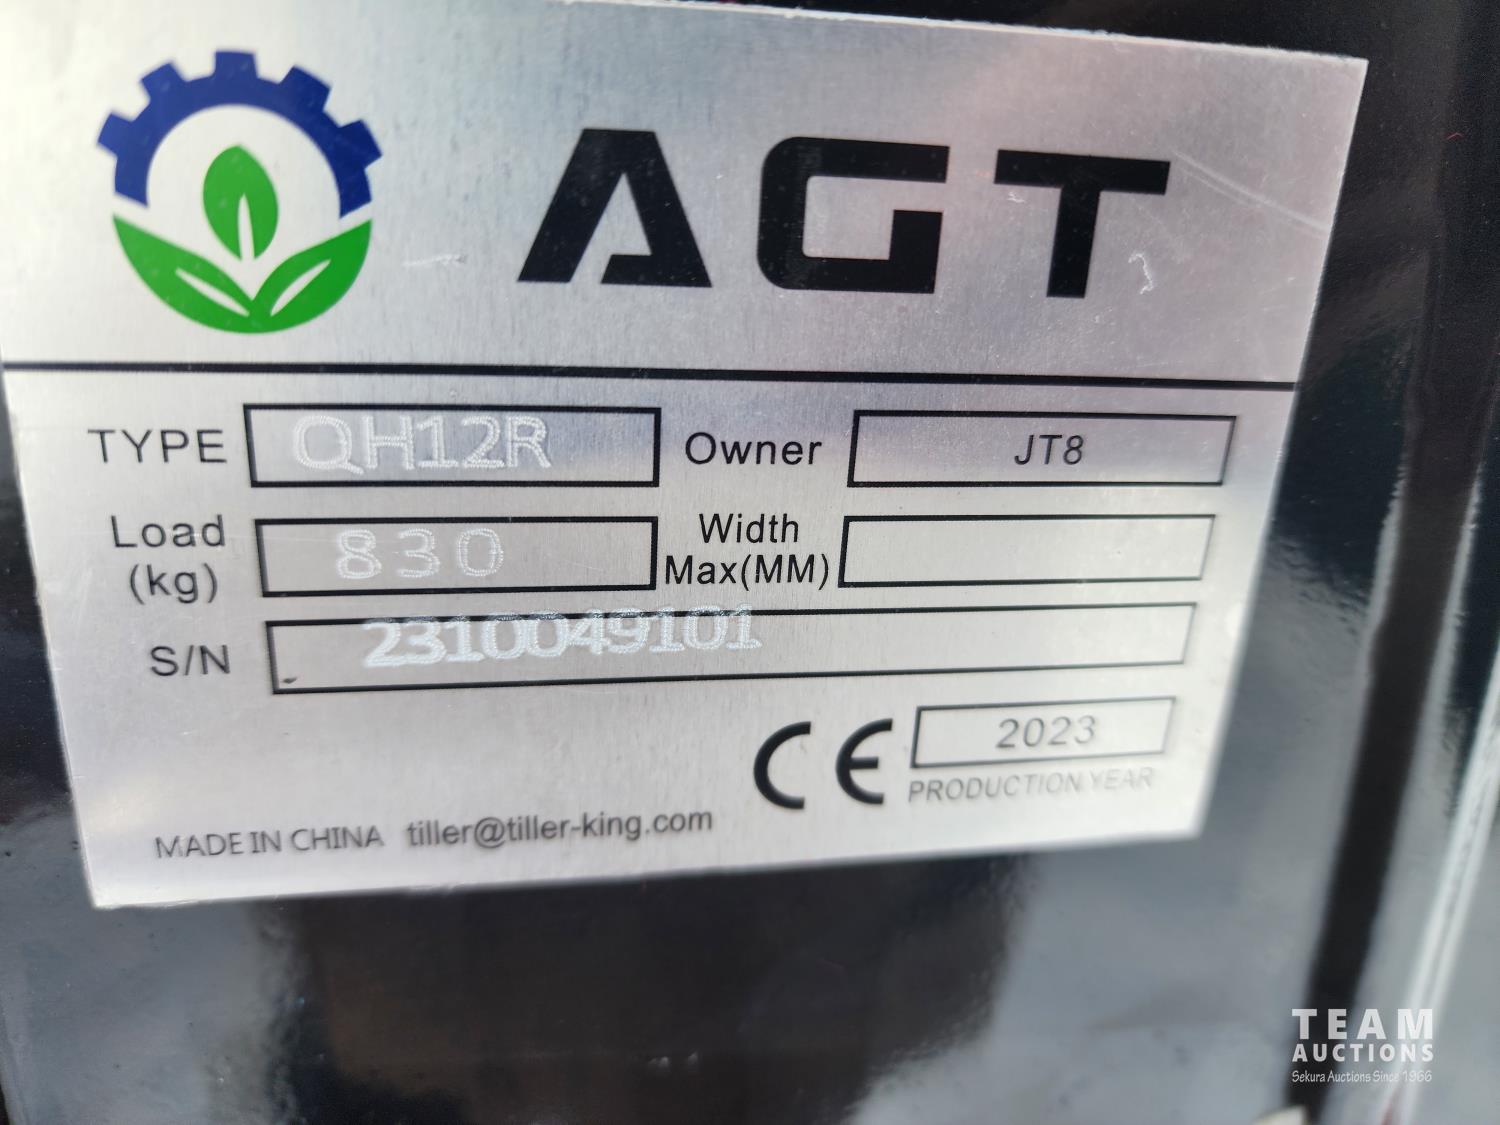 AGT
TYPE QH12R Owner JT8
Load (kg) 830 Width Max(MM)
S/N 2310049101
CE 2023
PRODUCTION YEAR
MADE IN CHINA tiller@tiller-king.com
TEAM
AUCTIONS
Sekura Auctions Since 1966